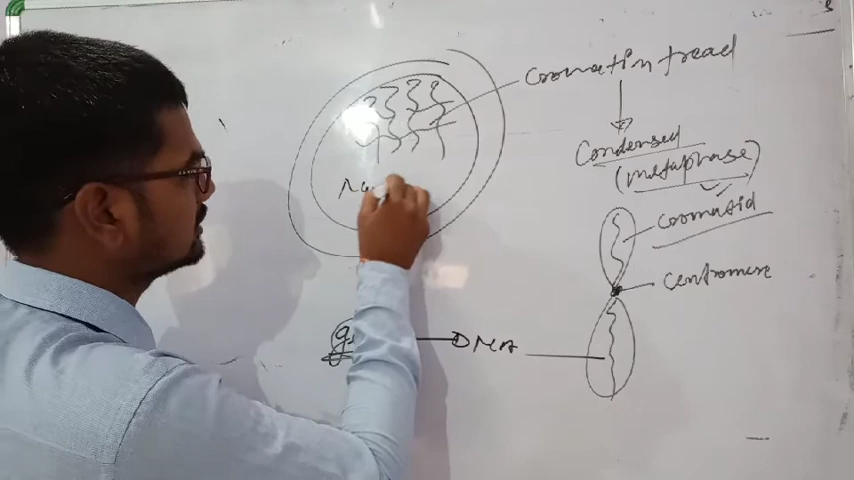 Cromatin tread
Condensed
(metaphase)
Cromatid
Centromere
DNA